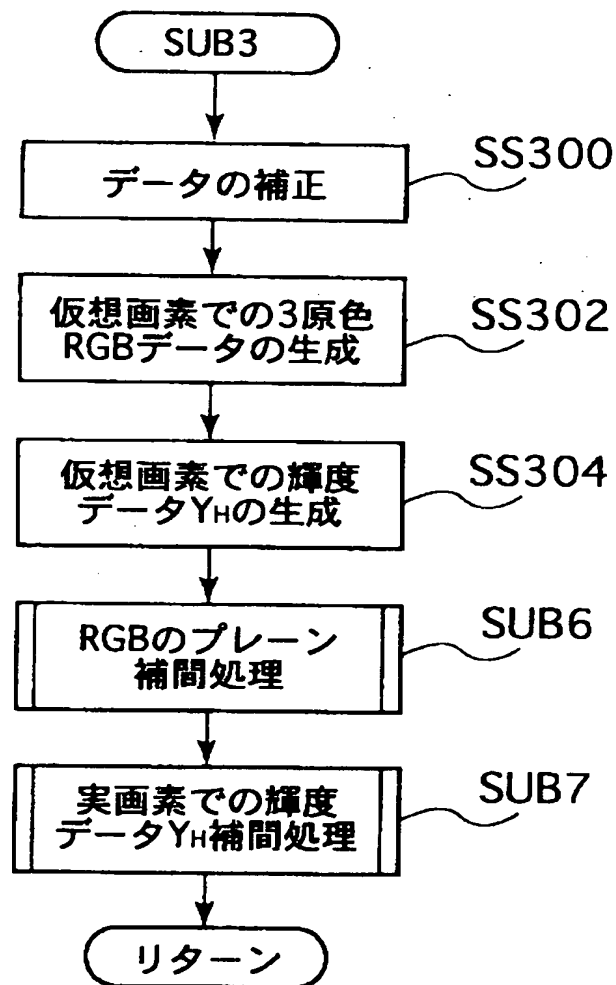 SUB3
データの補正
SS300
仮想画素での3原色
RGBデータの生成
SS302
仮想画素での輝度
データYHの生成
SS304
RGBのプレーン
補間処理
SUB6
実画素での輝度
データYH補間処理
SUB7
リターン